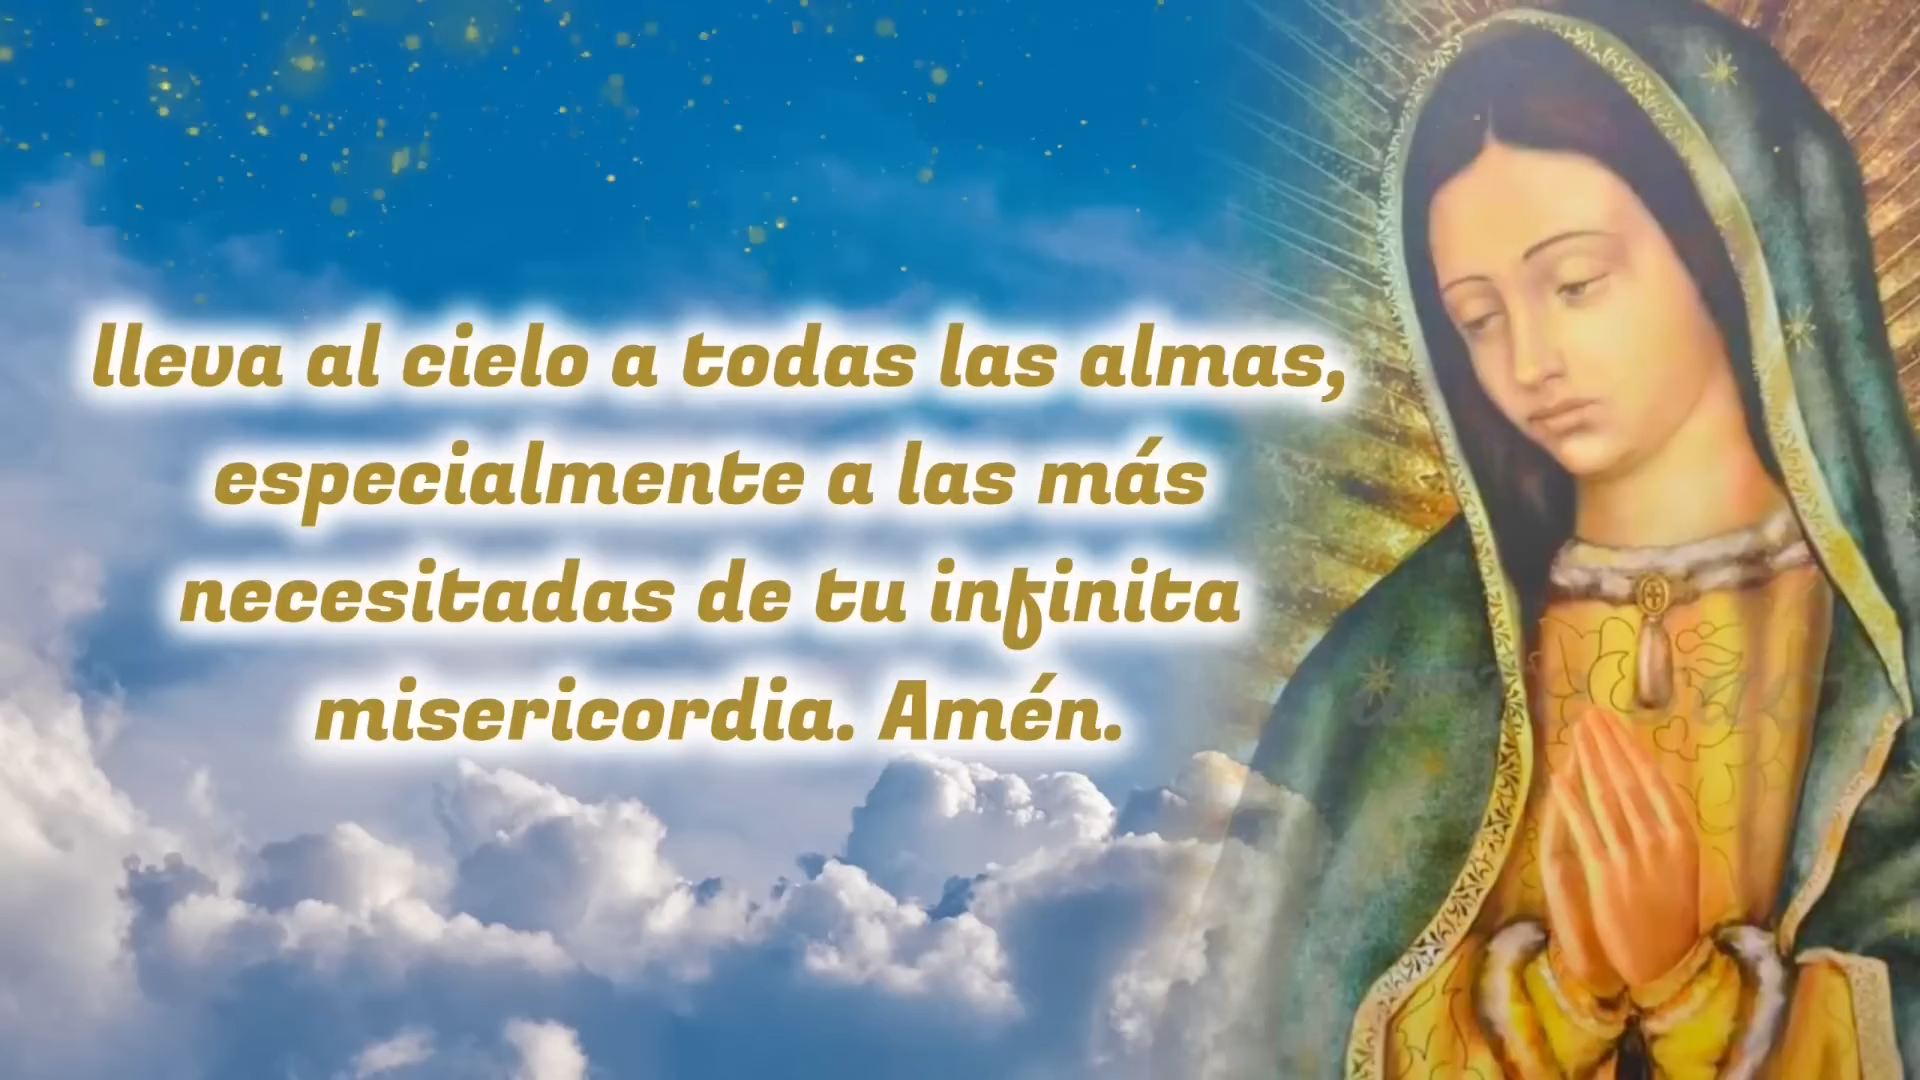 lleva al cielo a todas las almas,
especialmente a las más
necesitadas de tu infinita
misericordia. Amén.